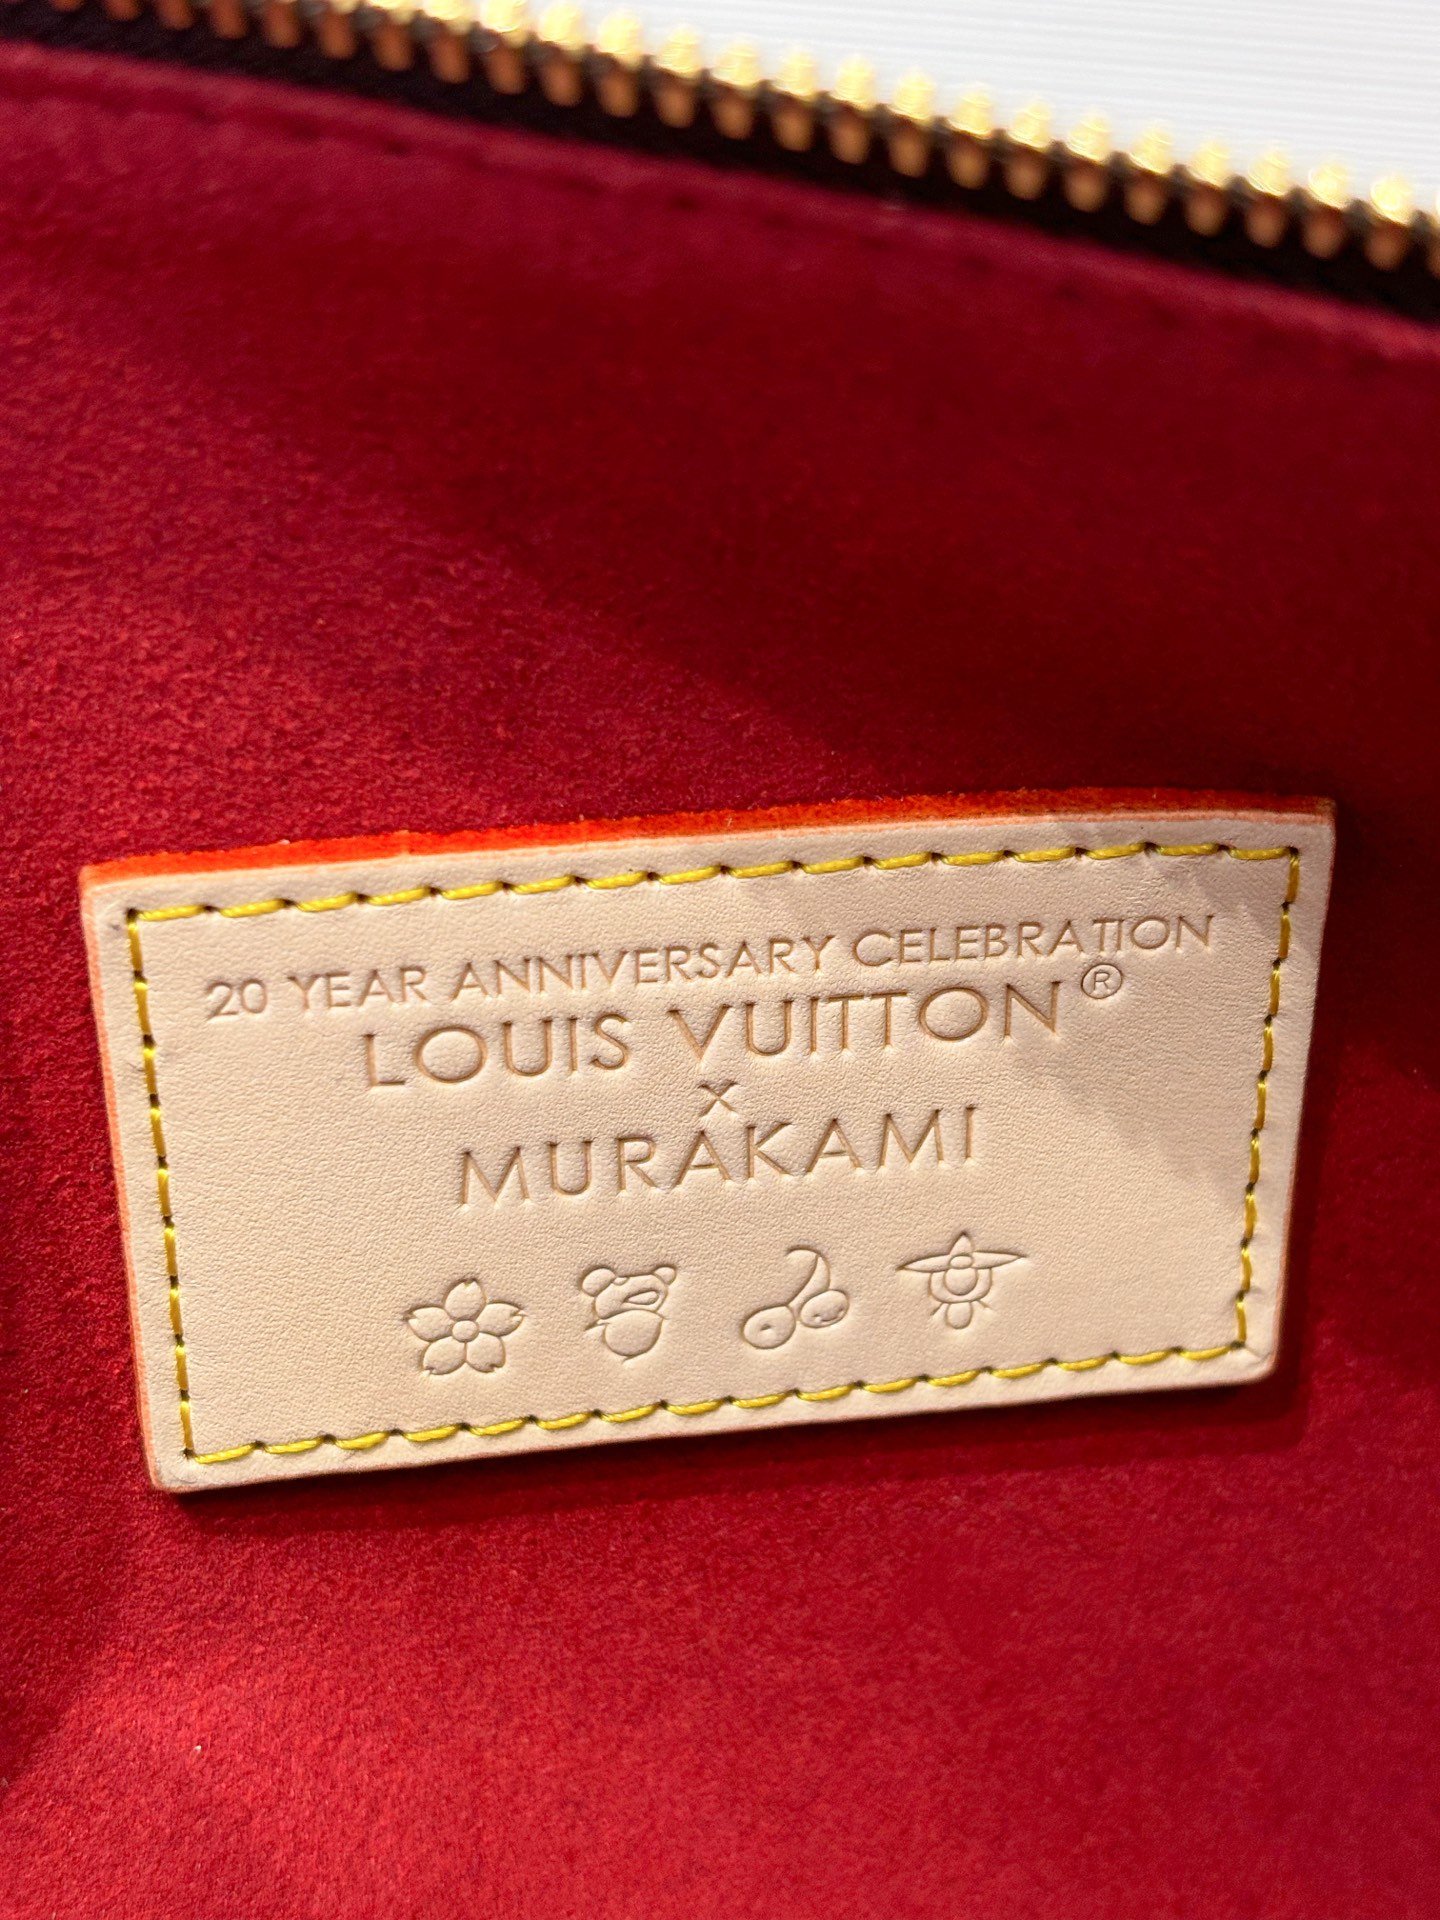 20 YEAR ANNIVERSARY CELEBRATION
LOUIS VUITTON®
x
MURAKAMI